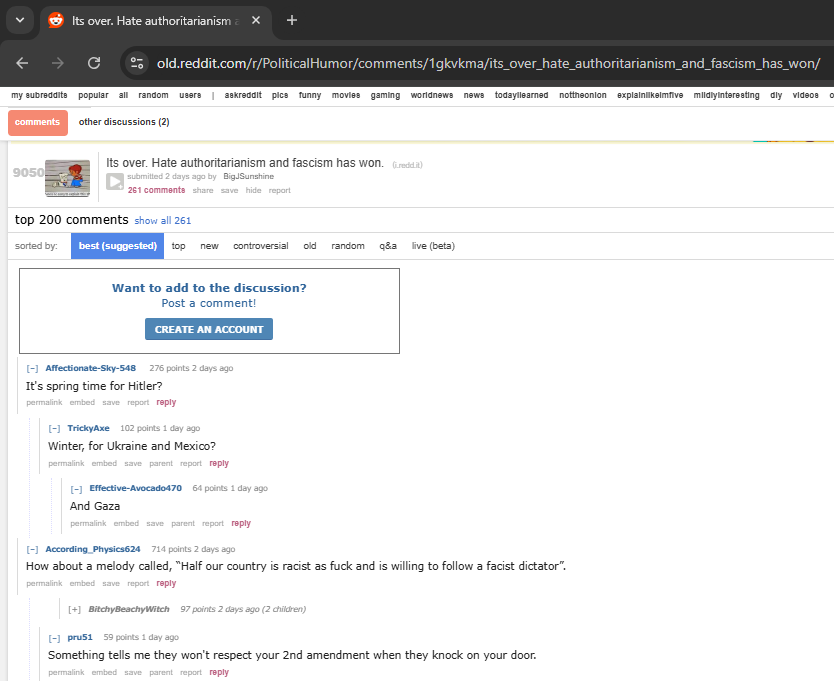 Its over. Hate authoritarianism a
old.reddit.com/r/PoliticalHumor/comments/1gkvkma/its_over_hate_authoritarianism_and_fascism_has_won/
my subreddits popular all random users | askreddit pics funny movies gaming worldnews news todayilearned nottheonion explainlikeimfive mildlyinteresting diy videos
comments other discussions (2)
9050
Its over. Hate authoritarianism and fascism has won. (i.redd.it)
submitted 2 days ago by BigJSunshine
261 comments share save hide report
top 200 comments show all 261
sorted by: best (suggested) top new controversial old random q&a live (beta)
Want to add to the discussion?
Post a comment!
CREATE AN ACCOUNT
[–] Affectionate-Sky-548 276 points 2 days ago
It's spring time for Hitler?
permalink embed save report reply
[–] TrickyAxe 102 points 1 day ago
Winter, for Ukraine and Mexico?
permalink embed save parent report reply
[–] Effective-Avocado470 64 points 1 day ago
And Gaza
permalink embed save parent report reply
[–] According_Physics624 714 points 2 days ago
How about a melody called, “Half our country is racist as fuck and is willing to follow a facist dictator”.
permalink embed save report reply
[+] BitchyBeachyWitch 97 points 2 days ago (2 children)
[–] pru51 59 points 1 day ago
Something tells me they won't respect your 2nd amendment when they knock on your door.
permalink embed save parent report reply